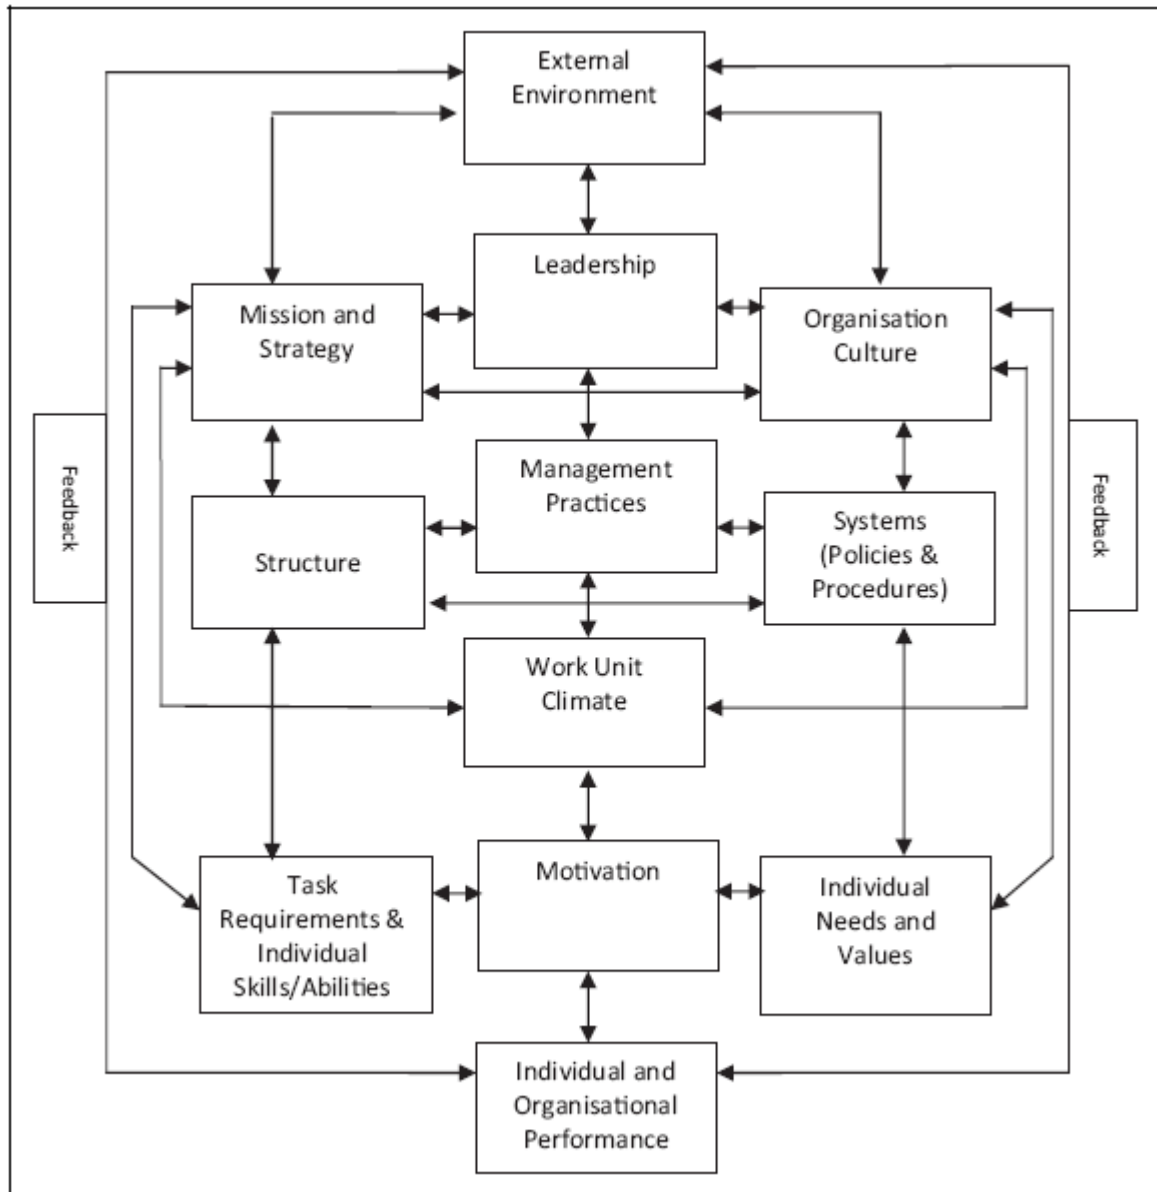 External
Environment
Leadership
Mission and
Strategy
Organisation
Culture
Feedback
Management
Practices
Feedback
Structure
Systems
(Policies &
Procedures)
Work Unit
Climate
Task
Requirements &
Individual
Skills/Abilities
Motivation
Individual
Needs and
Values
Individual and
Organisational
Performance